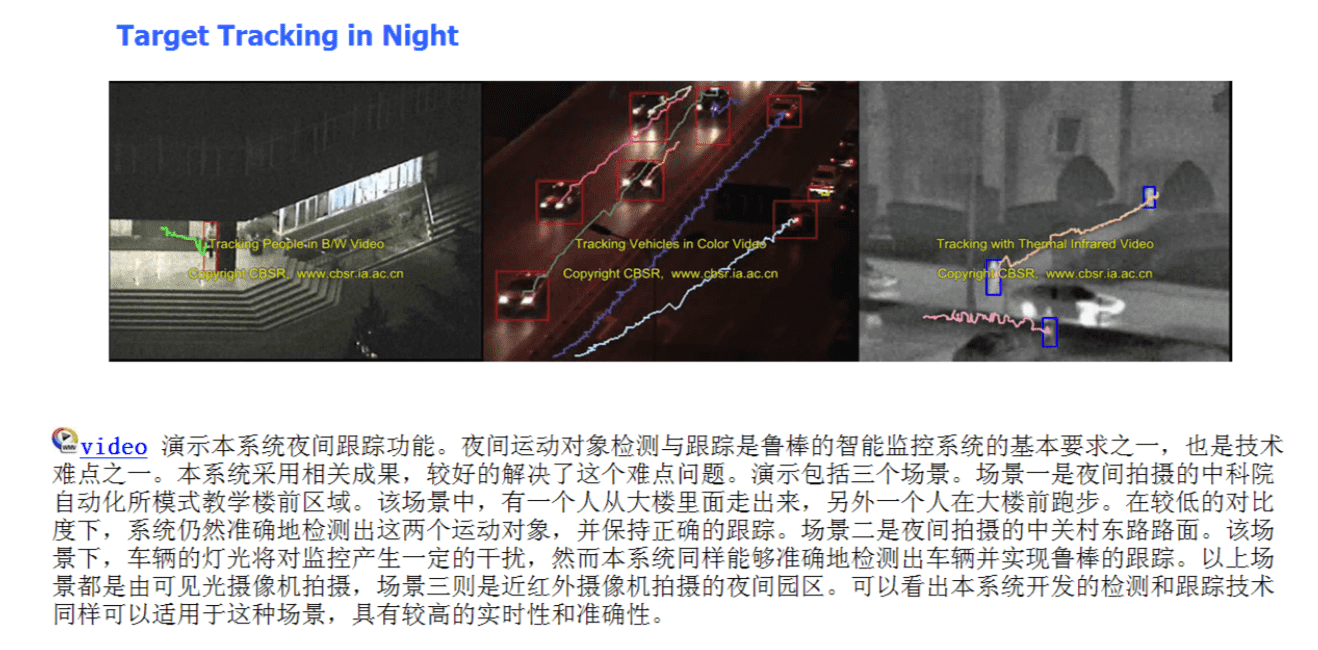 Target Tracking in Night
Tracking People in B/W Video
Copyright CBSR, www.cbsr.ia.ac.cn
Tracking Vehicles in Color Video
Copyright CBSR, www.cbsr.ia.ac.cn
Tracking with Thermal Infrared Video
Copyright CBSR, www.cbsr.ia.ac.cn
video 演示本系统夜间跟踪功能。夜间运动对象检测与跟踪是鲁棒的智能监控系统的基本要求之一，也是技术
难点之一。本系统采用相关成果，较好的解决了这个难点问题。演示包括三个场景。场景一是夜间拍摄的中科院
自动化所模式教学楼前区域。该场景中，有一个人从大楼里面走出来，另外一个人在大楼前跑步。在较低的对比
度下，系统仍然准确地检测出这两个运动对象，并保持正确的跟踪。场景二是夜间拍摄的中关村东路路面。该场
景下，车辆的灯光将对监控产生一定的干扰，然而本系统同样能够准确地检测出车辆并实现鲁棒的跟踪。以上场
景都是由可见光摄像机拍摄，场景三则是近红外摄像机拍摄的夜间园区。可以看出本系统开发的检测和跟踪技术
同样可以适用于这种场景，具有较高的实时性和准确性。